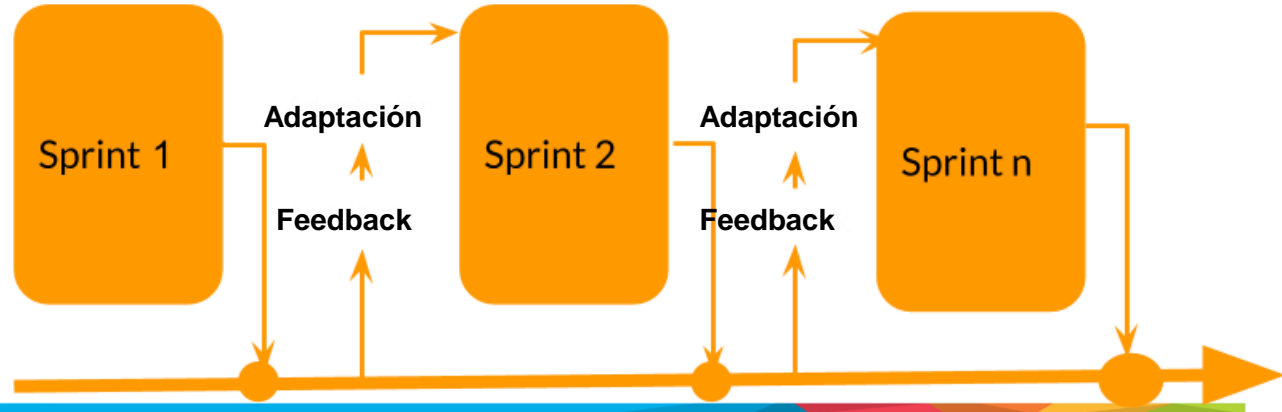 Sprint 1
Adaptación
Feedback
Sprint 2
Adaptación
Feedback
Sprint n